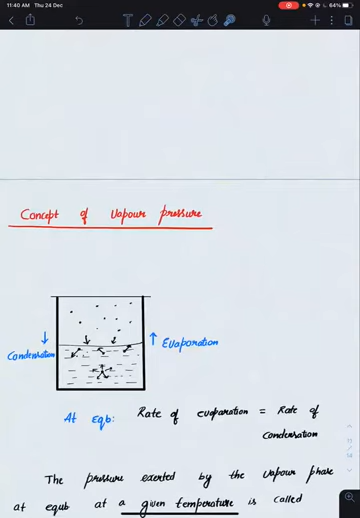 11:40 AM Thu 24 Dec
64%
Concept of Vapour pressure
Condensation
Evaporation
At Eqb: Rate of evaporation = Rate of
condensation
The pressure exerted by the vapour phase
at equb at a given temperature is called